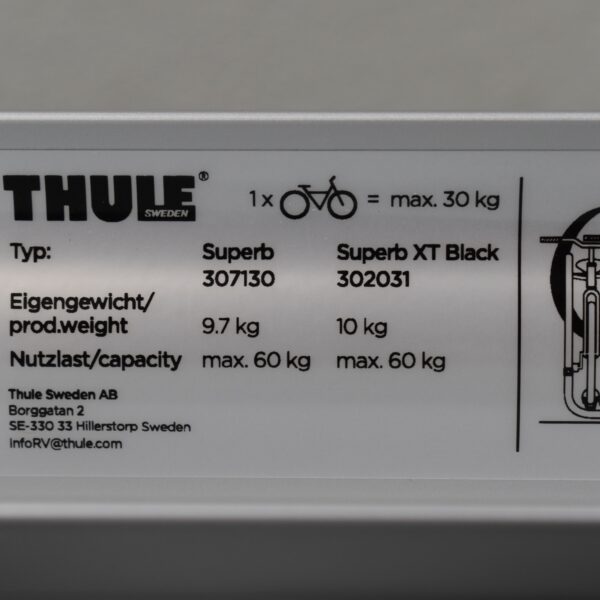 THULE®
SWEDEN
1 x = max. 30 kg
Typ: Superb Superb XT Black
307130 302031
Eigengewicht/
prod.weight 9.7 kg 10 kg
Nutzlast/capacity max. 60 kg max. 60 kg
Thule Sweden AB
Borggatan 2
SE-330 33 Hillerstorp Sweden
infoRV@thule.com